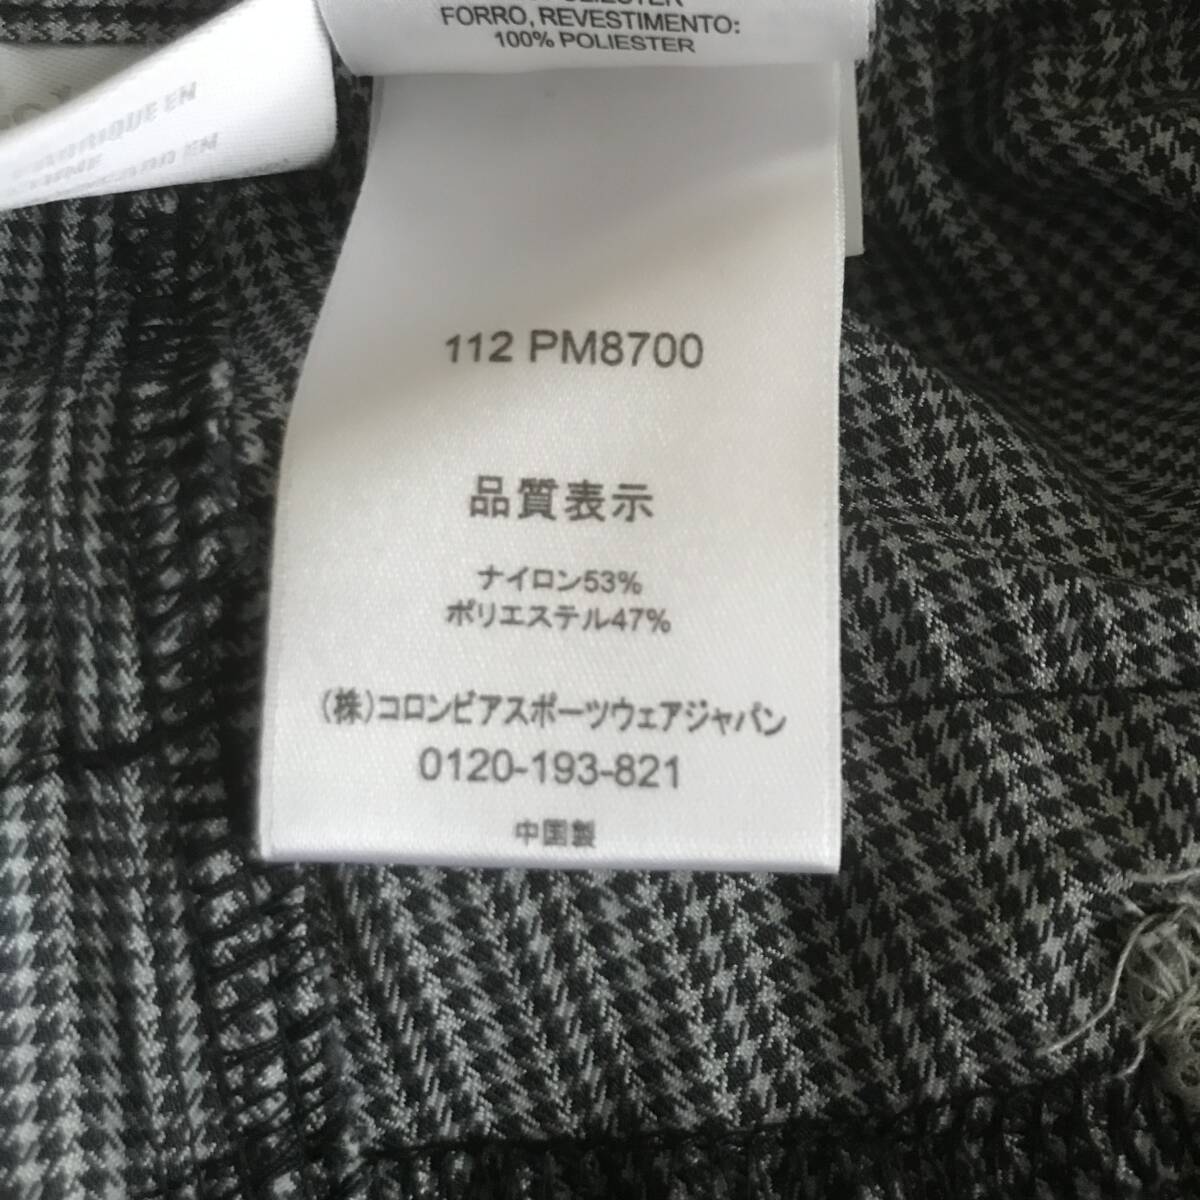 FORRO, REVESTIMENTO:
100% POLIESTER
112 PM8700
品質表示
ナイロン53%
ポリエステル47%
(株)コロンビアスポーツウェアジャパン
0120-193-821
中国製